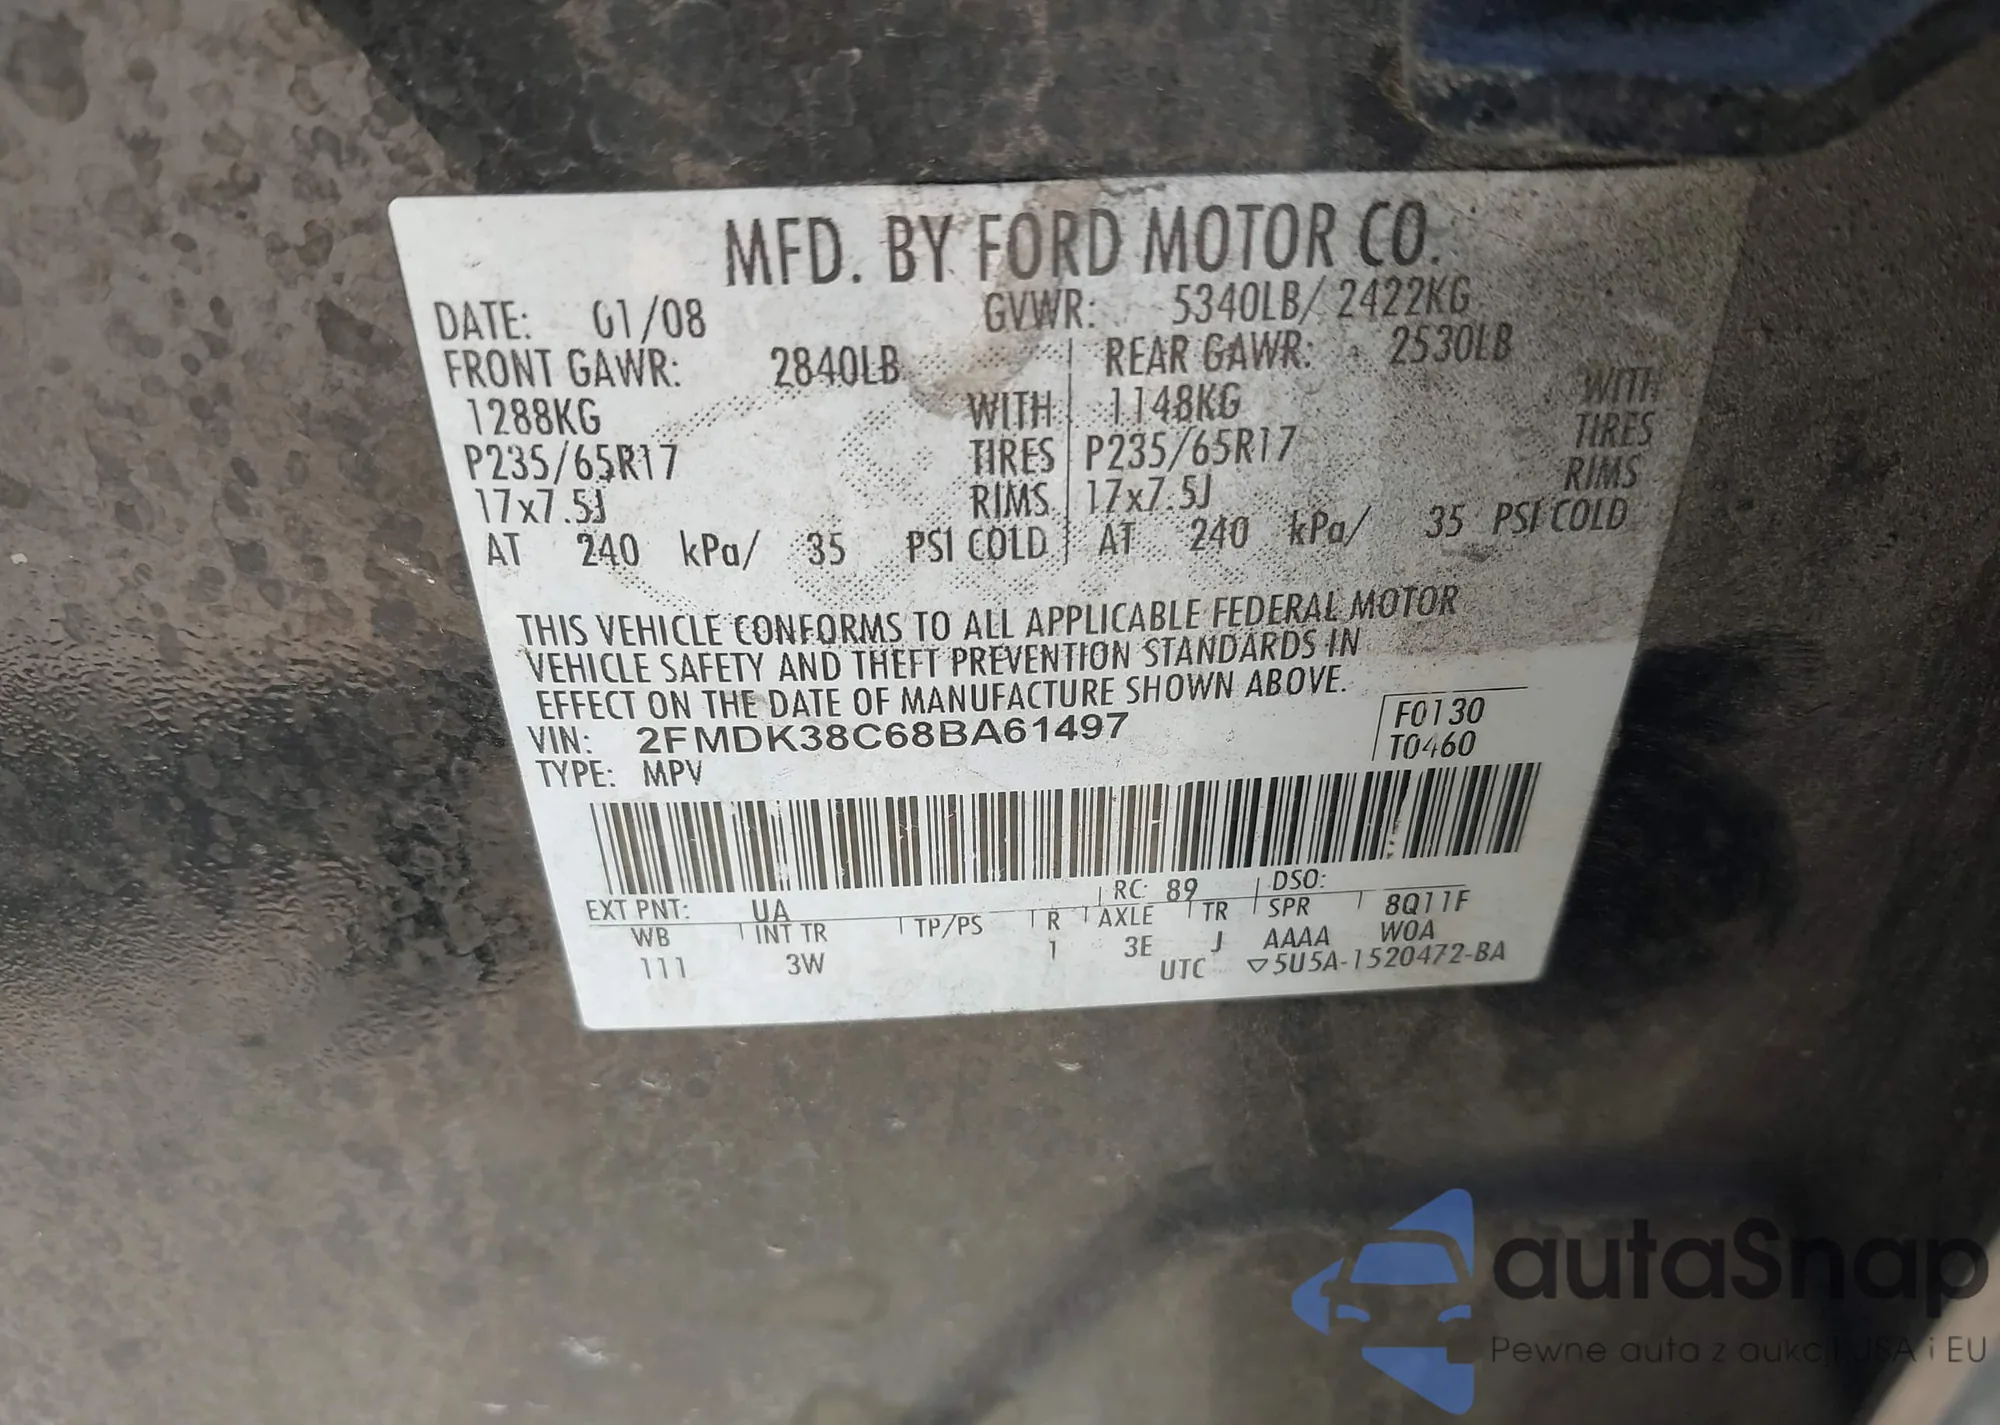 MFD. BY FORD MOTOR CO.
DATE: 01/08 GVWR: 5340LB/ 2422KG
FRONT GAWR: 2840LB REAR GAWR: 2530LB
1288KG WITH 1148KG WITH
P235/65R17 TIRES P235/65R17 TIRES
17x7.5J RIMS 17x7.5J RIMS
AT 240 kPa/ 35 PSI COLD AT 240 kPa/ 35 PSI COLD
THIS VEHICLE CONFORMS TO ALL APPLICABLE FEDERAL MOTOR
VEHICLE SAFETY AND THEFT PREVENTION STANDARDS IN
EFFECT ON THE DATE OF MANUFACTURE SHOWN ABOVE.
VIN: 2FMDK38C68BA61497 F0130
TYPE: MPV T0460
EXT PNT: UA RC: 89 DSO:
WB INT TR TP/PS R AXLE TR SPR 8Q11F
111 3W 1 3E J AAAA W0A
UTC ▽5U5A-1520472-BA
autaSnap
Pewne auta z aukcji USA i EU